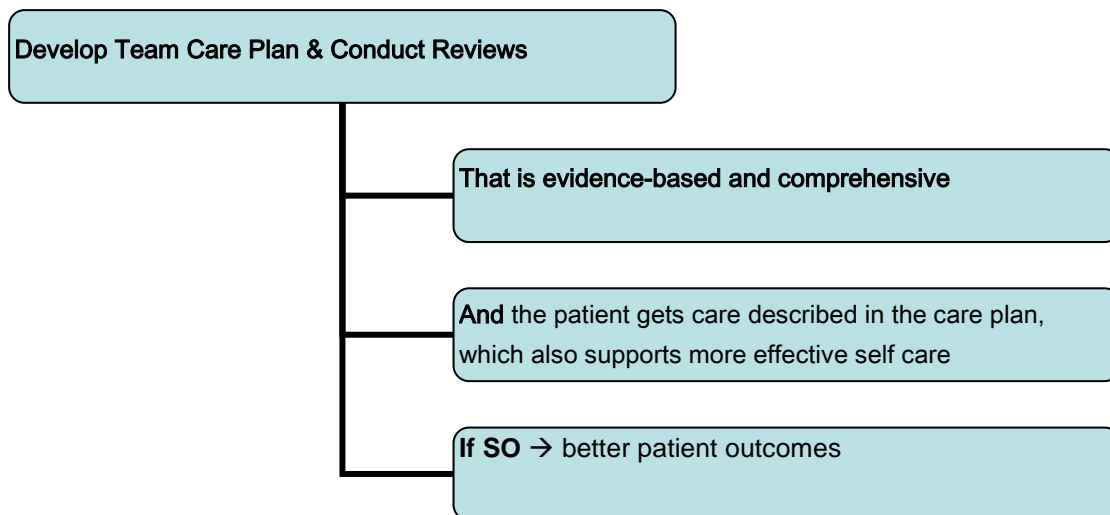 Develop Team Care Plan & Conduct Reviews
That is evidence-based and comprehensive
And the patient gets care described in the care plan,
which also supports more effective self care
If SO → better patient outcomes